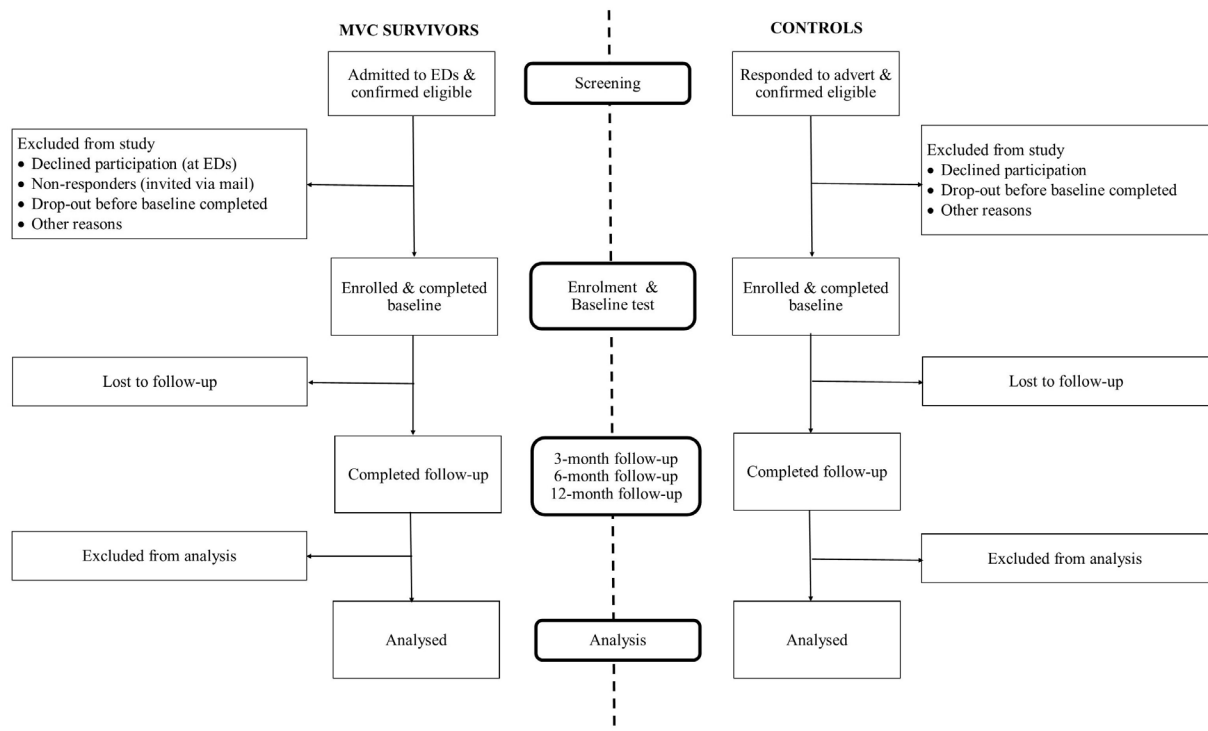 MVC SURVIVORS
CONTROLS
Admitted to EDs &
confirmed eligible
Screening
Responded to advert &
confirmed eligible
Excluded from study
• Declined participation (at EDs)
• Non-responders (invited via mail)
• Drop-out before baseline completed
• Other reasons
Excluded from study
• Declined participation
• Drop-out before baseline completed
• Other reasons
Enrolled & completed
baseline
Enrolment &
Baseline test
Enrolled & completed
baseline
Lost to follow-up
Lost to follow-up
Completed follow-up
3-month follow-up
6-month follow-up
12-month follow-up
Completed follow-up
Excluded from analysis
Excluded from analysis
Analysed
Analysis
Analysed